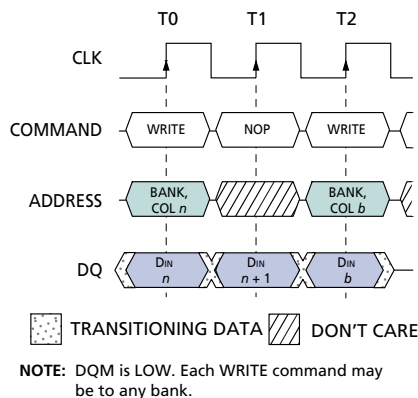 T0 T1 T2
CLK
COMMAND WRITE NOP WRITE
ADDRESS BANK, COL n BANK, COL b
DQ DIN n DIN n + 1 DIN b
TRANSITIONING DATA DON'T CARE
NOTE: DQM is LOW. Each WRITE command may
be to any bank.